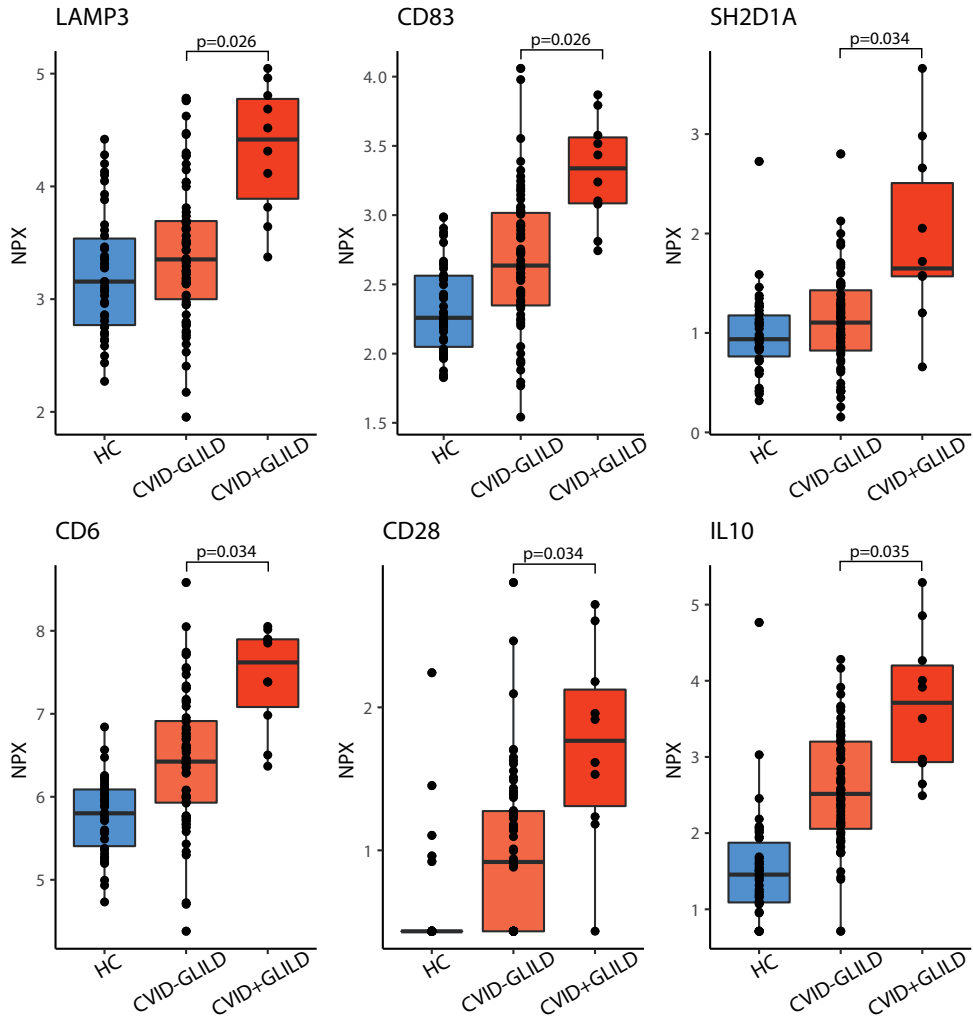 LAMP3
CD83
SH2D1A
p=0.026
p=0.026
p=0.034
NPX
5
4
3
2
NPX
4.0
3.5
3.0
2.5
2.0
1.5
NPX
3
2
1
0
HC
CVID-GLILD
CVID+GLILD
HC
CVID-GLILD
CVID+GLILD
HC
CVID-GLILD
CVID+GLILD
CD6
CD28
IL10
p=0.034
p=0.034
p=0.035
NPX
8
7
6
5
NPX
2
1
NPX
5
4
3
2
1
HC
CVID-GLILD
CVID+GLILD
HC
CVID-GLILD
CVID+GLILD
HC
CVID-GLILD
CVID+GLILD